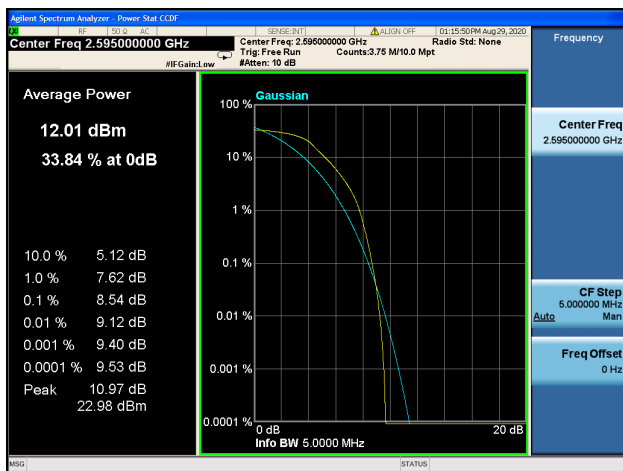 Agilent Spectrum Analyzer - Power Stat CCDF
RF 50 Ω AC SENSE:INT ALIGN OFF 01:15:50 PM Aug 29, 2020
Center Freq 2.595000000 GHz
Center Freq: 2.595000000 GHz Radio Std: None
Trig: Free Run Counts:3.75 M/10.0 Mpt
#IFGain:Low #Atten: 10 dB
Frequency
Average Power
12.01 dBm
33.84 % at 0dB
10.0 % 5.12 dB
1.0 % 7.62 dB
0.1 % 8.54 dB
0.01 % 9.12 dB
0.001 % 9.40 dB
0.0001 % 9.53 dB
Peak 10.97 dB
22.98 dBm
Gaussian
100 %
10 %
1 %
0.1 %
0.01 %
0.001 %
0.0001 %
0 dB 20 dB
Info BW 5.0000 MHz
Center Freq
2.595000000 GHz
CF Step
5.000000 MHz
Auto Man
Freq Offset
0 Hz
MSG STATUS